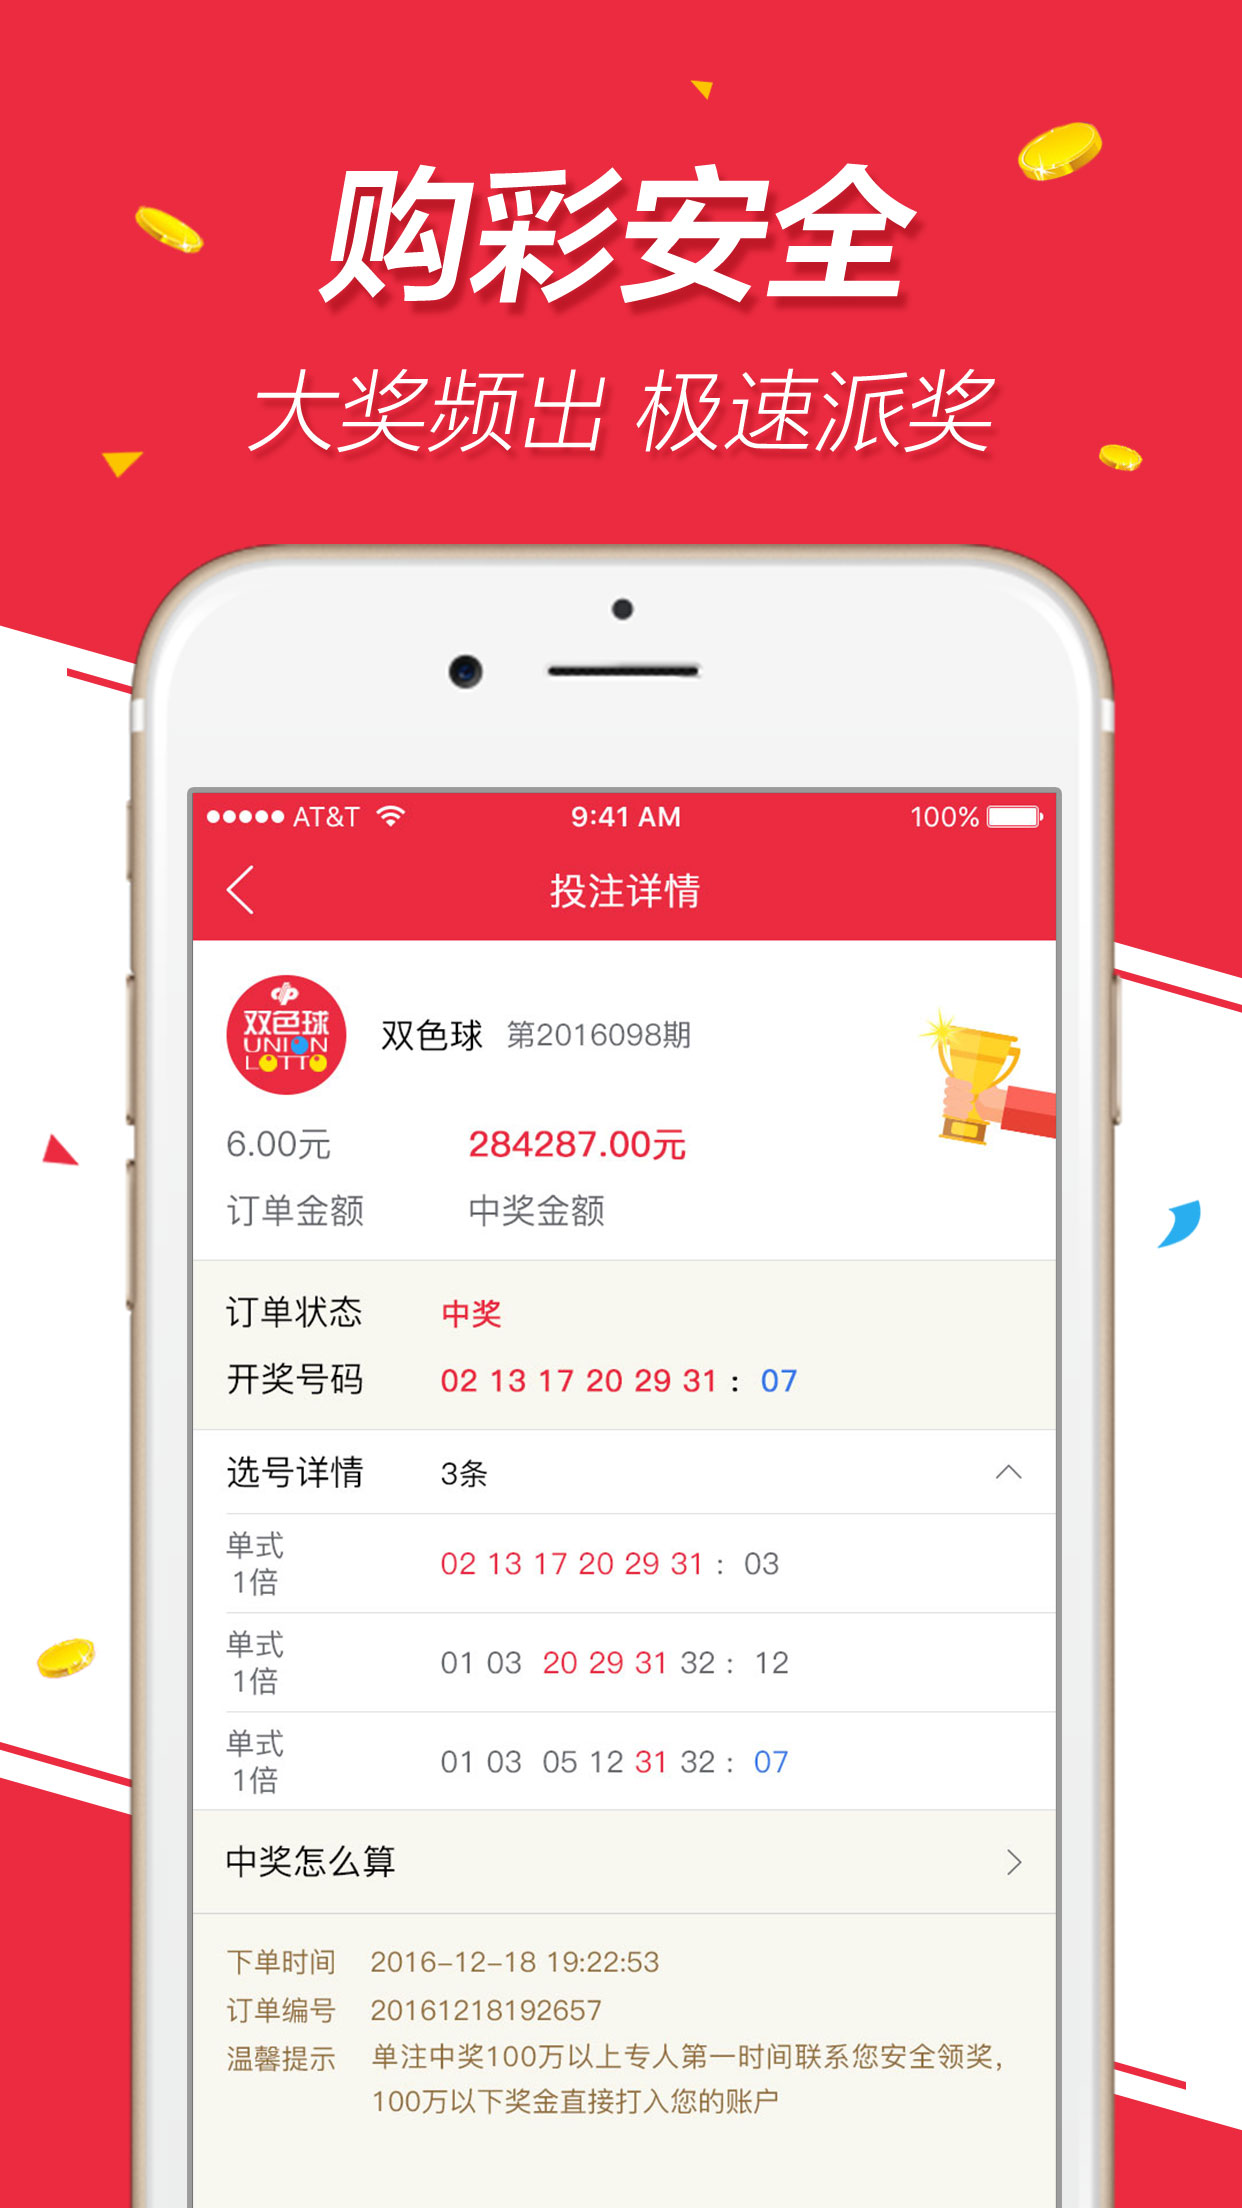 购彩安全
大奖频出 极速派奖
AT&T 9:41 AM 100%
投注详情
双色球
UNION
LOTTO
双色球 第2016098期
6.00元 284287.00元
订单金额 中奖金额
订单状态 中奖
开奖号码 02 13 17 20 29 31 : 07
选号详情 3条
单式
1倍 02 13 17 20 29 31 : 03
单式
1倍 01 03 20 29 31 32 : 12
单式
1倍 01 03 05 12 31 32 : 07
中奖怎么算
下单时间 2016-12-18 19:22:53
订单编号 20161218192657
温馨提示 单注中奖100万以上专人第一时间联系您安全领奖，
100万以下奖金直接打入您的账户